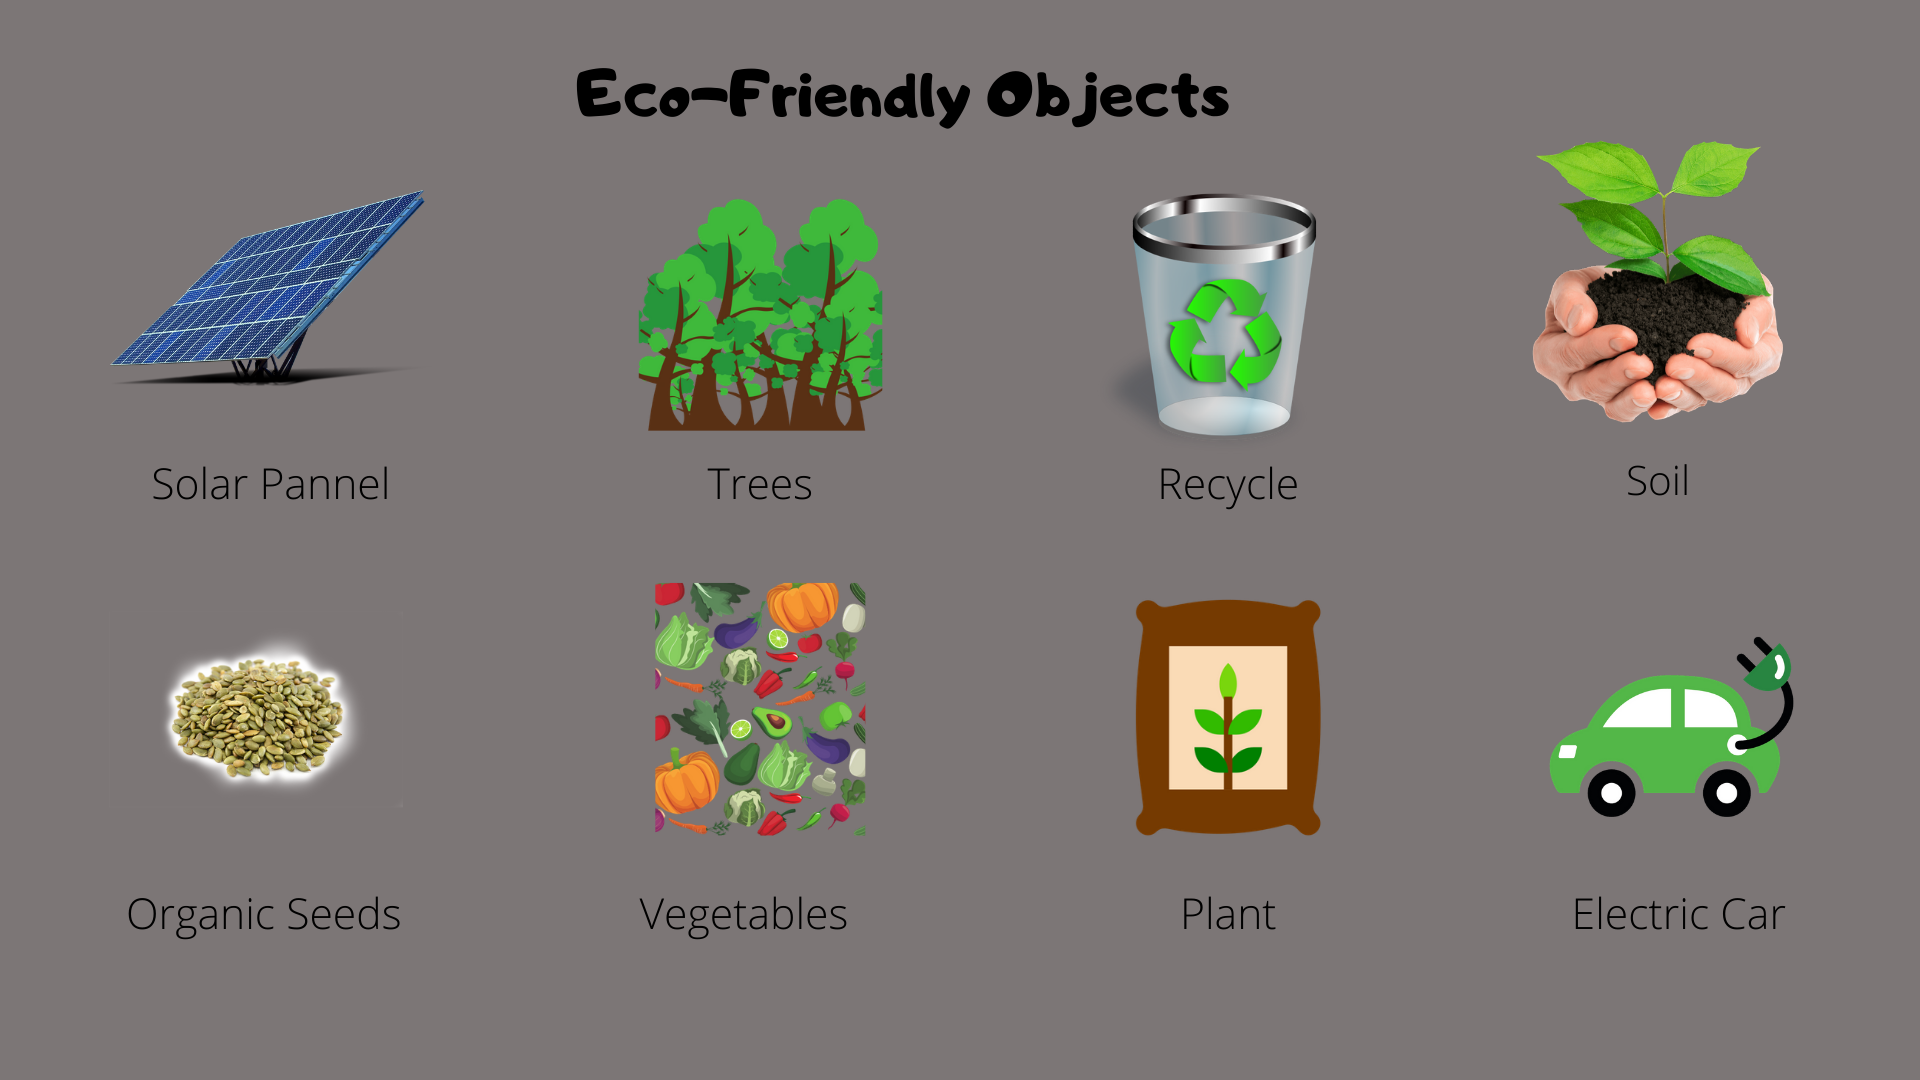 Eco-Friendly Objects
Solar Pannel
Trees
Recycle
Soil
Organic Seeds
Vegetables
Plant
Electric Car